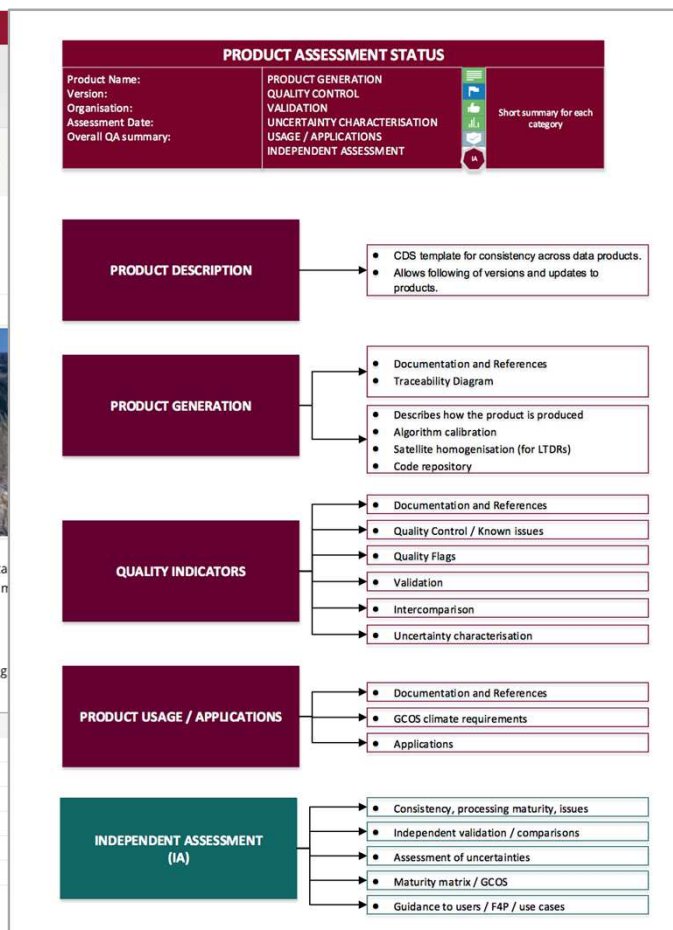 PRODUCT ASSESSMENT STATUS
Product Name:
Version:
Organisation:
Assessment Date:
Overall QA summary:
PRODUCT GENERATION
QUALITY CONTROL
VALIDATION
UNCERTAINTY CHARACTERISATION
USAGE / APPLICATIONS
INDEPENDENT ASSESSMENT
IA
Short summary for each
category
PRODUCT DESCRIPTION
• CDS template for consistency across data products.
• Allows following of versions and updates to
products.
PRODUCT GENERATION
• Documentation and References
• Traceability Diagram
• Describes how the product is produced
• Algorithm calibration
• Satellite homogenisation (for LTDRs)
• Code repository
QUALITY INDICATORS
• Documentation and References
• Quality Control / Known issues
• Quality Flags
• Validation
• Intercomparison
• Uncertainty characterisation
PRODUCT USAGE / APPLICATIONS
• Documentation and References
• GCOS climate requirements
• Applications
INDEPENDENT ASSESSMENT
(IA)
• Consistency, processing maturity, issues
• Independent validation / comparisons
• Assessment of uncertainties
• Maturity matrix / GCOS
• Guidance to users / F4P / use cases